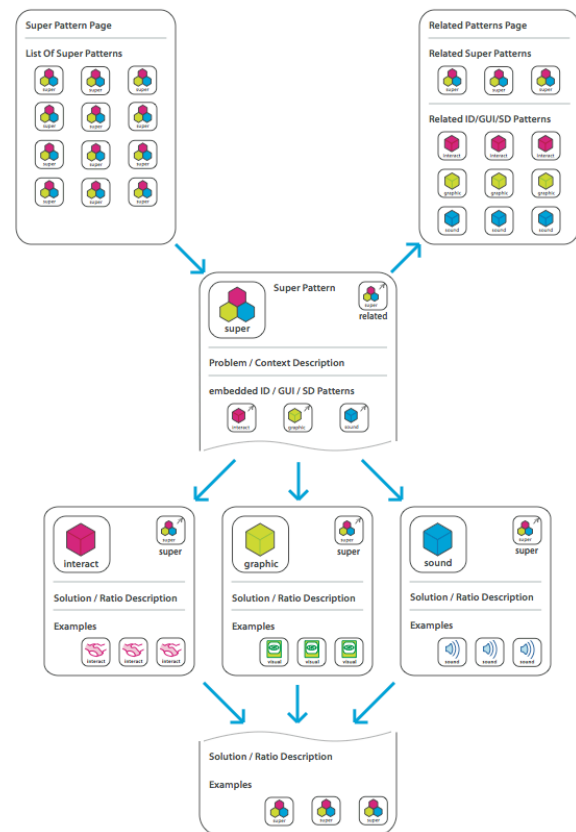 Super Pattern Page
List Of Super Patterns
super super super
super super super
super super super
super super super
Related Patterns Page
Related Super Patterns
super super super
Related ID/GUI/SD Patterns
interact interact interact
graphic graphic graphic
sound sound sound
Super Pattern
super
super
related
Problem / Context Description
embedded ID / GUI / SD Patterns
interact graphic sound
interact
super
super
Solution / Ratio Description
Examples
interact interact interact
graphic
super
super
Solution / Ratio Description
Examples
visual visual visual
sound
super
super
Solution / Ratio Description
Examples
sound sound sound
Solution / Ratio Description
Examples
super super super